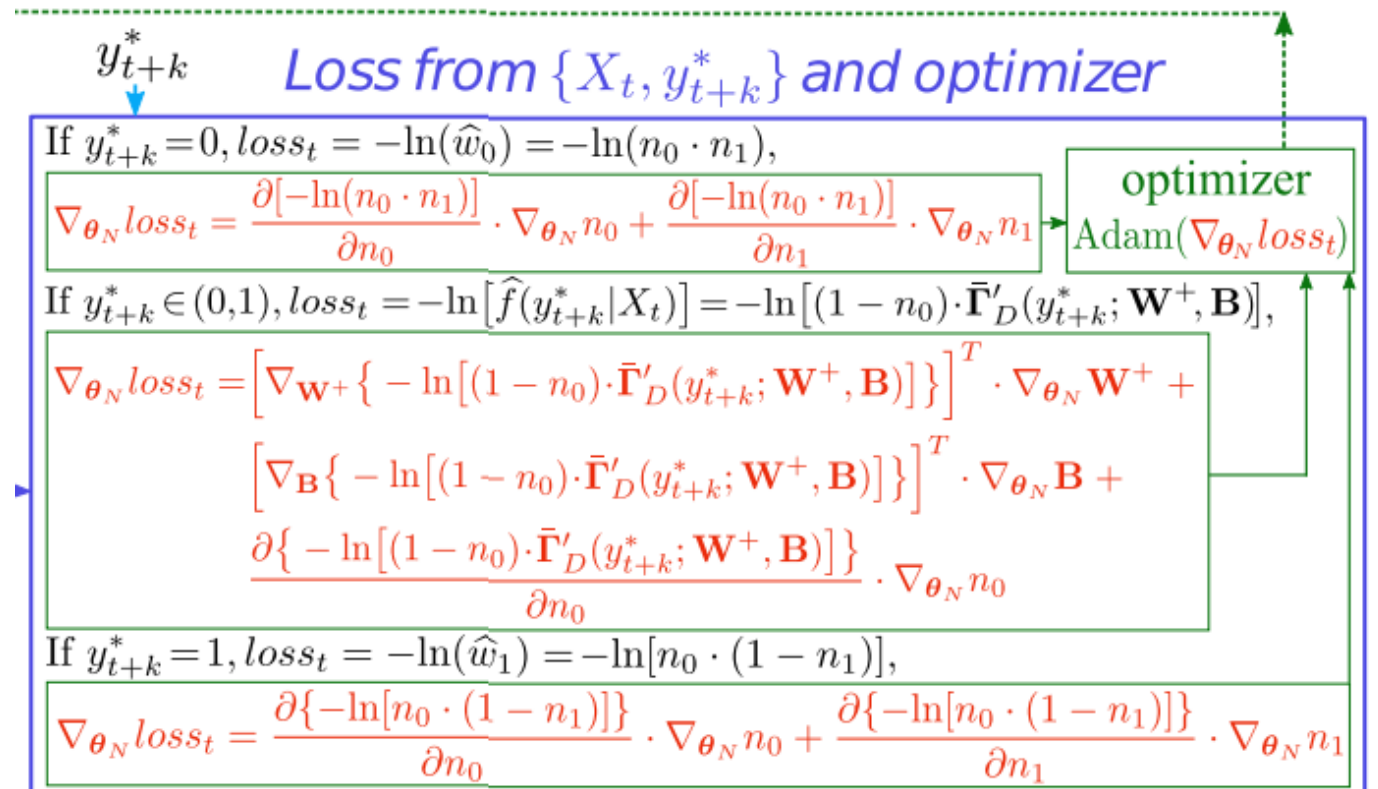 y*_{t+k}
Loss from {X_t, y*_{t+k}} and optimizer
If y*_{t+k} = 0, loss_t = −ln(ŵ_0) = −ln(n_0 · n_1),
∇_{θ_N} loss_t = ∂[−ln(n_0 · n_1)]/∂n_0 · ∇_{θ_N} n_0 + ∂[−ln(n_0 · n_1)]/∂n_1 · ∇_{θ_N} n_1
optimizer
Adam(∇_{θ_N} loss_t)
If y*_{t+k} ∈ (0,1), loss_t = −ln[f̂(y*_{t+k}|X_t)] = −ln[(1 − n_0)·Γ̄′_D(y*_{t+k}; W⁺, B)],
∇_{θ_N} loss_t = [∇_{W⁺}{ − ln[(1 − n_0)·Γ̄′_D(y*_{t+k}; W⁺, B)]}]^T · ∇_{θ_N} W⁺ +
[∇_B{ − ln[(1 − n_0)·Γ̄′_D(y*_{t+k}; W⁺, B)]}]^T · ∇_{θ_N} B +
∂{ − ln[(1 − n_0)·Γ̄′_D(y*_{t+k}; W⁺, B)]}/∂n_0 · ∇_{θ_N} n_0
If y*_{t+k} = 1, loss_t = −ln(ŵ_1) = −ln[n_0 · (1 − n_1)],
∇_{θ_N} loss_t = ∂{−ln[n_0 · (1 − n_1)]}/∂n_0 · ∇_{θ_N} n_0 + ∂{−ln[n_0 · (1 − n_1)]}/∂n_1 · ∇_{θ_N} n_1